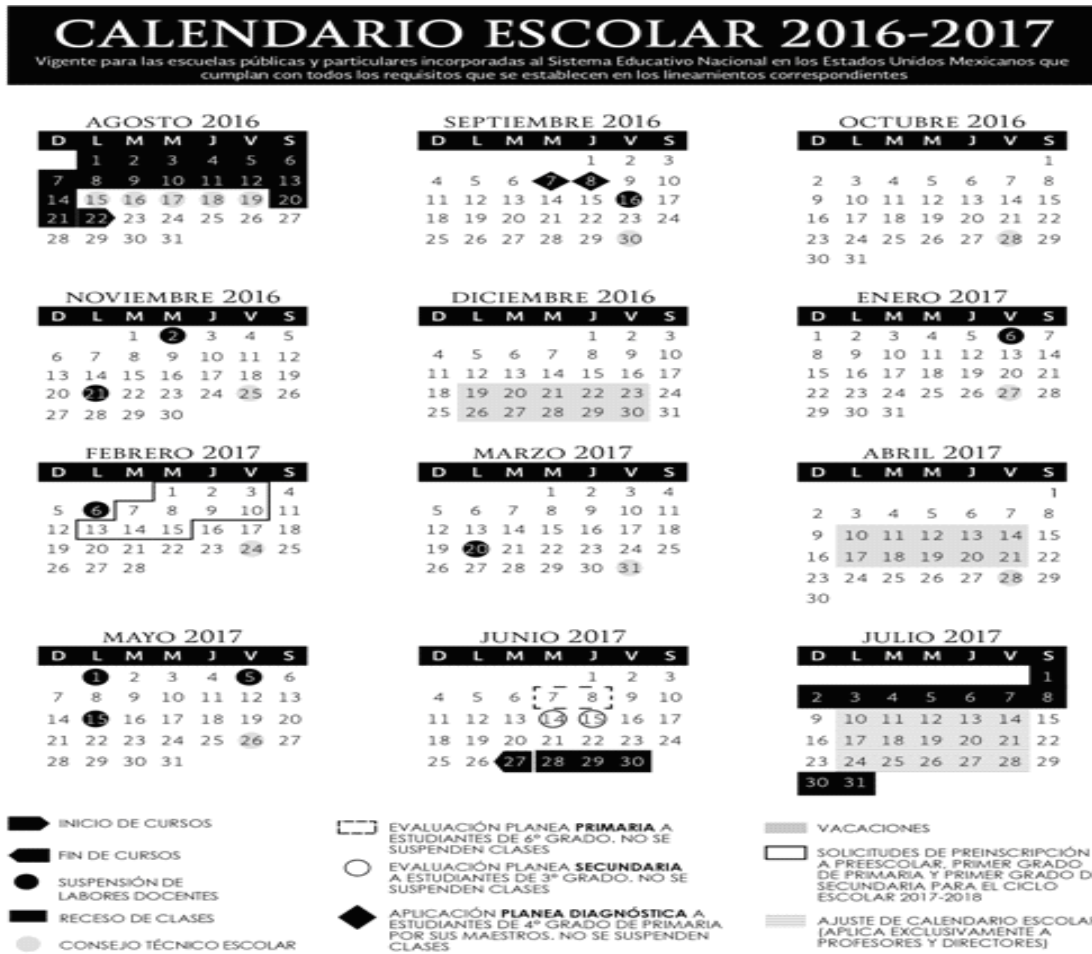 CALENDARIO ESCOLAR 2016-2017
Vigente para las escuelas públicas y particulares incorporadas al Sistema Educativo Nacional en los Estados Unidos Mexicanos que
cumplan con todos los requisitos que se establecen en los lineamientos correspondientes
AGOSTO 2016
D L M M J V S
1 2 3 4 5 6
7 8 9 10 11 12 13
14 15 16 17 18 19 20
21 22 23 24 25 26 27
28 29 30 31
SEPTIEMBRE 2016
D L M M J V S
1 2 3
4 5 6 7 8 9 10
11 12 13 14 15 16 17
18 19 20 21 22 23 24
25 26 27 28 29 30
OCTUBRE 2016
D L M M J V S
1
2 3 4 5 6 7 8
9 10 11 12 13 14 15
16 17 18 19 20 21 22
23 24 25 26 27 28 29
30 31
NOVIEMBRE 2016
D L M M J V S
1 2 3 4 5
6 7 8 9 10 11 12
13 14 15 16 17 18 19
20 21 22 23 24 25 26
27 28 29 30
DICIEMBRE 2016
D L M M J V S
1 2 3
4 5 6 7 8 9 10
11 12 13 14 15 16 17
18 19 20 21 22 23 24
25 26 27 28 29 30 31
ENERO 2017
D L M M J V S
1 2 3 4 5 6 7
8 9 10 11 12 13 14
15 16 17 18 19 20 21
22 23 24 25 26 27 28
29 30 31
FEBRERO 2017
D L M M J V S
1 2 3 4
5 6 7 8 9 10 11
12 13 14 15 16 17 18
19 20 21 22 23 24 25
26 27 28
MARZO 2017
D L M M J V S
1 2 3 4
5 6 7 8 9 10 11
12 13 14 15 16 17 18
19 20 21 22 23 24 25
26 27 28 29 30 31
ABRIL 2017
D L M M J V S
1
2 3 4 5 6 7 8
9 10 11 12 13 14 15
16 17 18 19 20 21 22
23 24 25 26 27 28 29
30
MAYO 2017
D L M M J V S
1 2 3 4 5 6
7 8 9 10 11 12 13
14 15 16 17 18 19 20
21 22 23 24 25 26 27
28 29 30 31
JUNIO 2017
D L M M J V S
1 2 3
4 5 6 7 8 9 10
11 12 13 14 15 16 17
18 19 20 21 22 23 24
25 26 27 28 29 30
JULIO 2017
D L M M J V S
1
2 3 4 5 6 7 8
9 10 11 12 13 14 15
16 17 18 19 20 21 22
23 24 25 26 27 28 29
30 31
INICIO DE CURSOS
FIN DE CURSOS
SUSPENSIÓN DE
LABORES DOCENTES
RECESO DE CLASES
CONSEJO TÉCNICO ESCOLAR
EVALUACIÓN PLANEA PRIMARIA A
ESTUDIANTES DE 6º GRADO. NO SE
SUSPENDEN CLASES
EVALUACIÓN PLANEA SECUNDARIA
A ESTUDIANTES DE 3º GRADO. NO SE
SUSPENDEN CLASES
APLICACIÓN PLANEA DIAGNÓSTICA A
ESTUDIANTES DE 4º GRADO DE PRIMARIA
POR SUS MAESTROS. NO SE SUSPENDEN
CLASES
VACACIONES
SOLICITUDES DE PREINSCRIPCIÓN
A PREESCOLAR, PRIMER GRADO
DE PRIMARIA Y PRIMER GRADO D
SECUNDARIA PARA EL CICLO
ESCOLAR 2017-2018
AJUSTE DE CALENDARIO ESCOLAR
(APLICA EXCLUSIVAMENTE A
PROFESORES Y DIRECTORES)